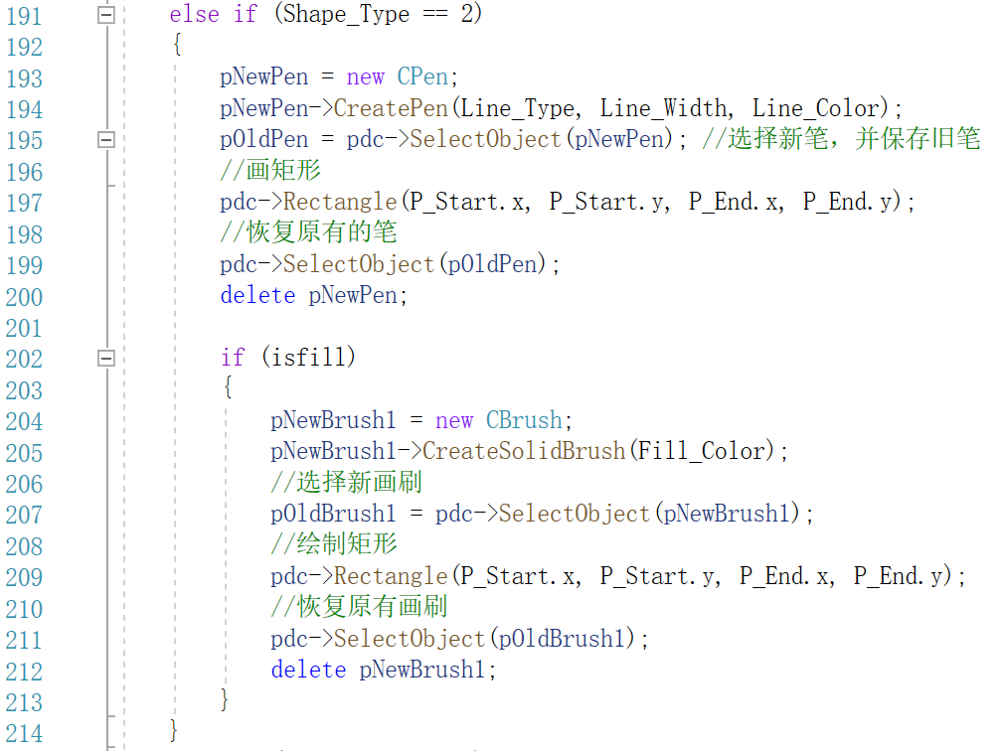 191 else if (Shape_Type == 2)
192 {
193 pNewPen = new CPen;
194 pNewPen->CreatePen(Line_Type, Line_Width, Line_Color);
195 pOldPen = pdc->SelectObject(pNewPen); //选择新笔，并保存旧笔
196 //画矩形
197 pdc->Rectangle(P_Start.x, P_Start.y, P_End.x, P_End.y);
198 //恢复原有的笔
199 pdc->SelectObject(pOldPen);
200 delete pNewPen;
201
202 if (isfill)
203 {
204 pNewBrush1 = new CBrush;
205 pNewBrush1->CreateSolidBrush(Fill_Color);
206 //选择新画刷
207 pOldBrush1 = pdc->SelectObject(pNewBrush1);
208 //绘制矩形
209 pdc->Rectangle(P_Start.x, P_Start.y, P_End.x, P_End.y);
210 //恢复原有画刷
211 pdc->SelectObject(pOldBrush1);
212 delete pNewBrush1;
213 }
214 }